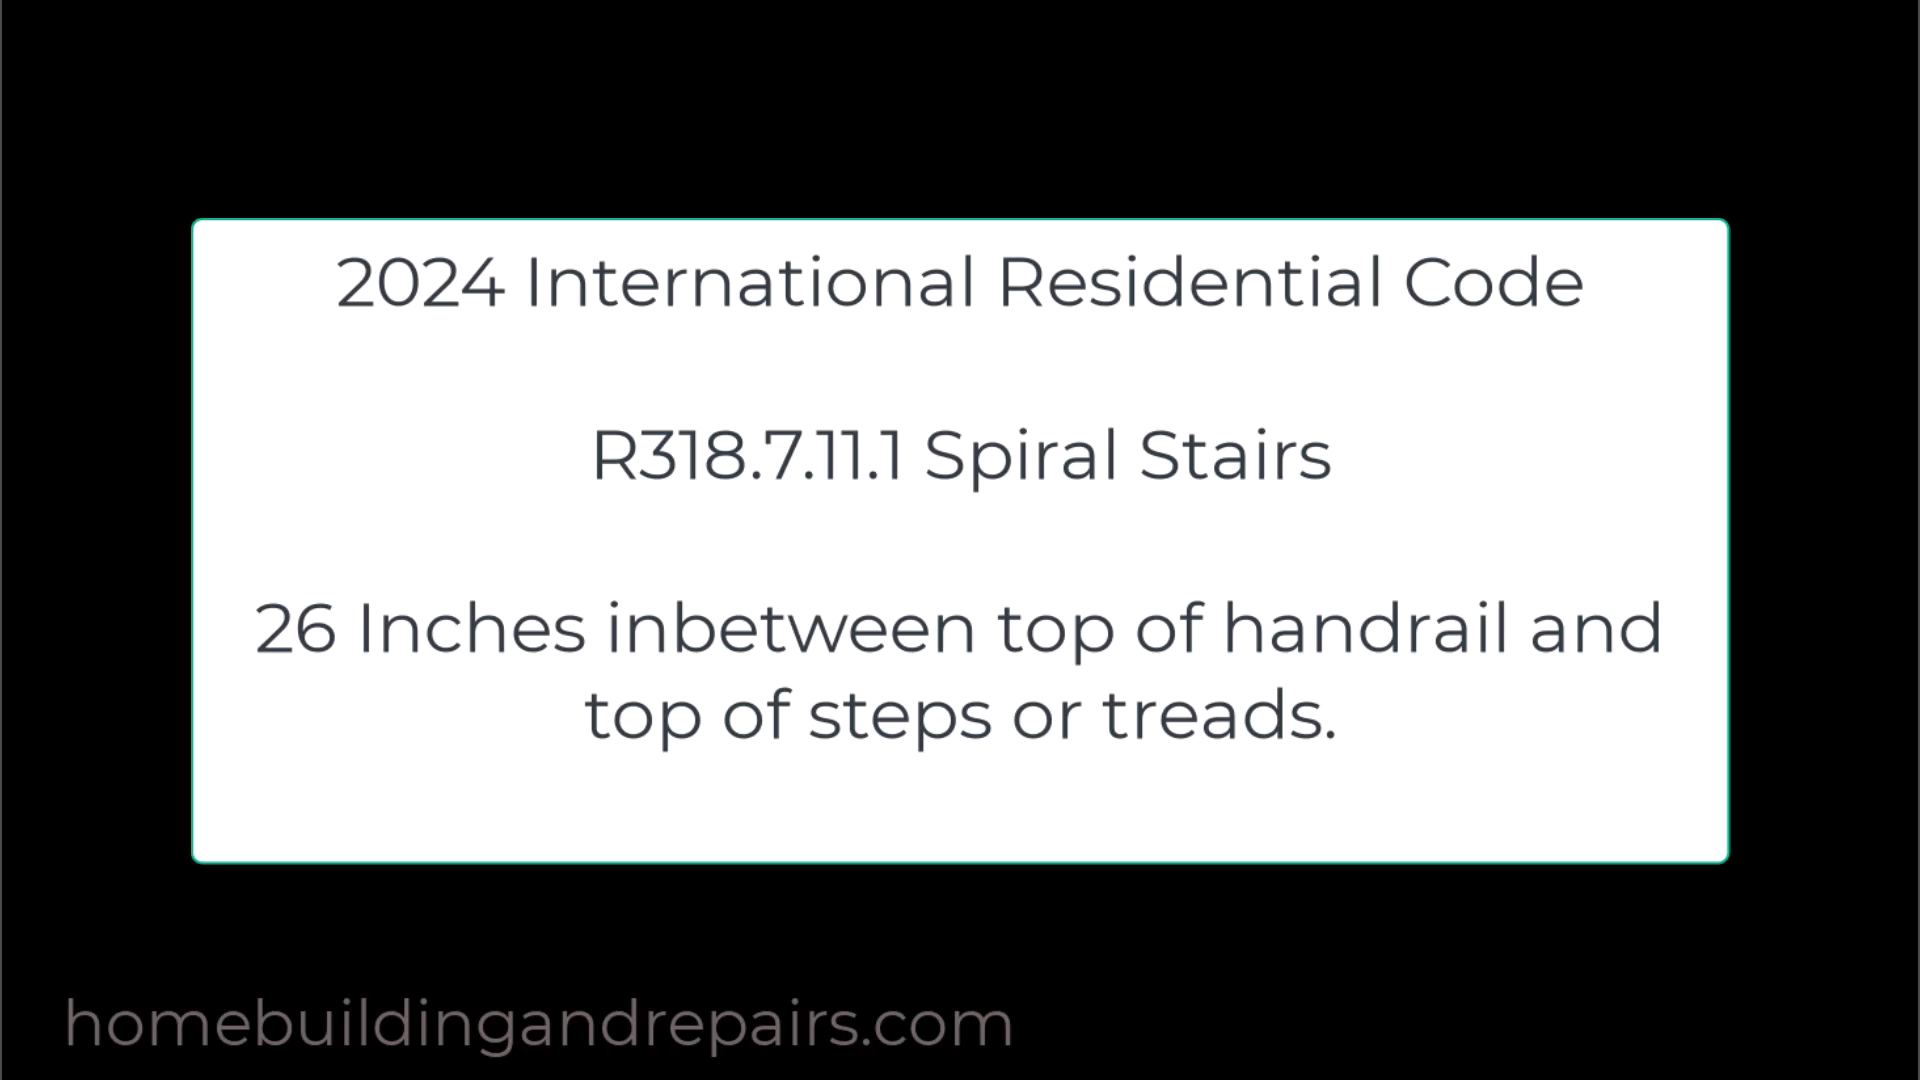 2024 International Residential Code
R318.7.11.1 Spiral Stairs
26 Inches inbetween top of handrail and
top of steps or treads.
homebuildingandrepairs.com